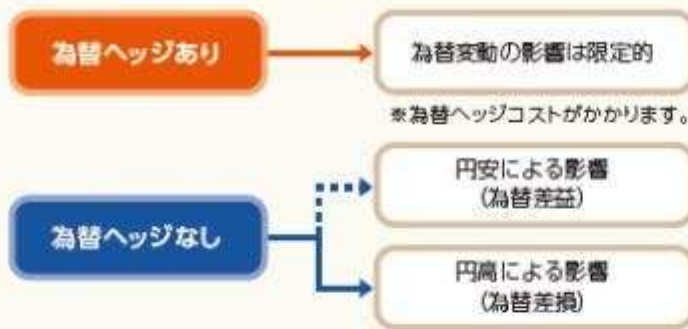 為替ヘッジあり
為替変動の影響は限定的
※為替ヘッジコストがかかります。
為替ヘッジなし
円安による影響
(為替差益)
円高による影響
(為替差損)